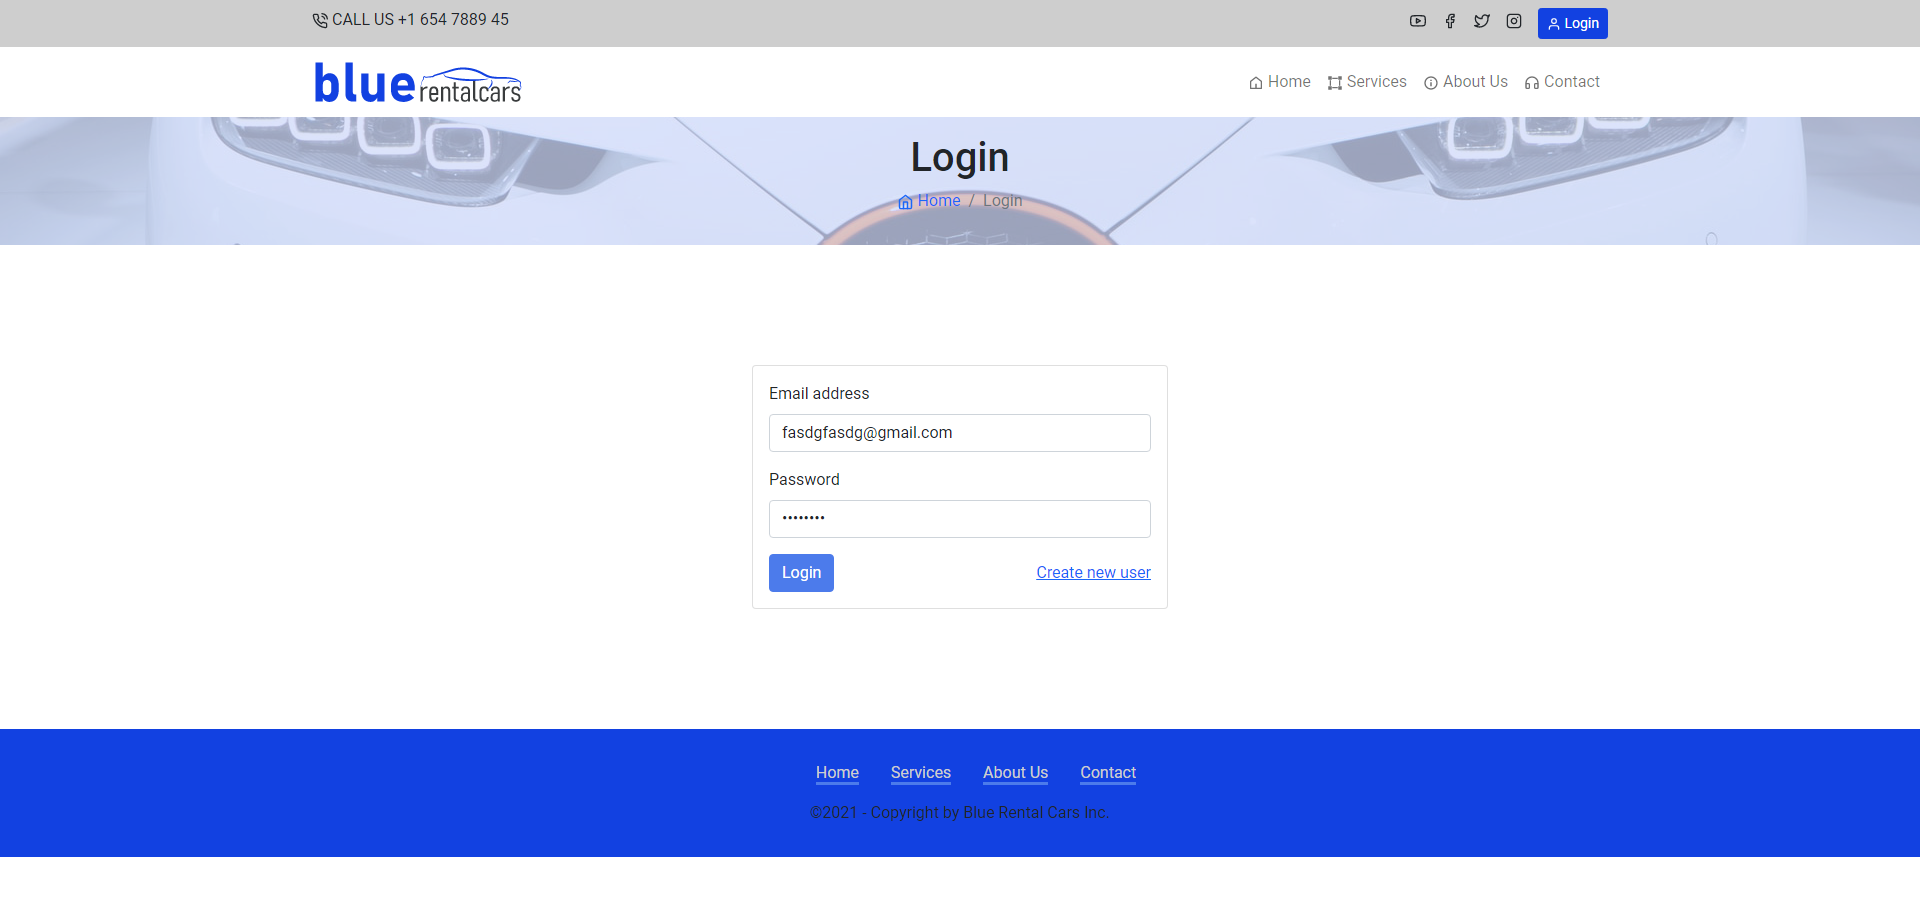 CALL US +1 654 7889 45
Login
blue rentalcars
Home Services About Us Contact
Login
Home / Login
Email address
fasdgfasdg@gmail.com
Password
••••••••
Login Create new user
Home Services About Us Contact
©2021 - Copyright by Blue Rental Cars Inc.